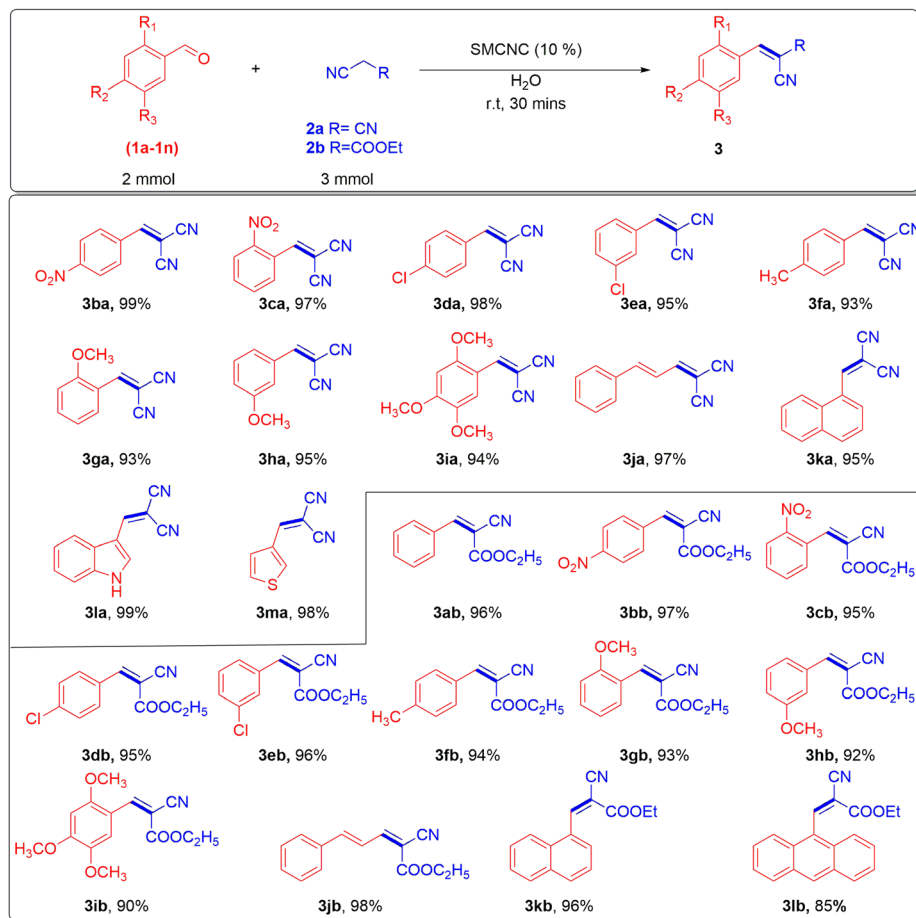 R₁
O
R₂
R₃
(1a-1n)
2 mmol
+
NC
R
2a R= CN
2b R=COOEt
3 mmol
SMCNC (10 %)
H₂O
r.t, 30 mins
R₁
R
CN
R₂
R₃
3
NO₂
CN
CN
3ba, 99%
NO₂
CN
CN
3ca, 97%
Cl
CN
CN
3da, 98%
Cl
CN
CN
3ea, 95%
H₃C
CN
CN
3fa, 93%
OCH₃
CN
CN
3ga, 93%
OCH₃
CN
CN
3ha, 95%
OCH₃
H₃CO
OCH₃
CN
CN
3ia, 94%
CN
CN
3ja, 97%
CN
CN
3ka, 95%
CN
CN
N
H
3la, 99%
CN
CN
S
3ma, 98%
CN
COOC₂H₅
3ab, 96%
NO₂
CN
COOC₂H₅
3bb, 97%
NO₂
CN
COOC₂H₅
3cb, 95%
Cl
CN
COOC₂H₅
3db, 95%
Cl
CN
COOC₂H₅
3eb, 96%
H₃C
CN
COOC₂H₅
3fb, 94%
OCH₃
CN
COOC₂H₅
3gb, 93%
OCH₃
CN
COOC₂H₅
3hb, 92%
OCH₃
H₃CO
OCH₃
CN
COOC₂H₅
3ib, 90%
CN
COOC₂H₅
3jb, 98%
CN
COOEt
3kb, 96%
CN
COOEt
3lb, 85%